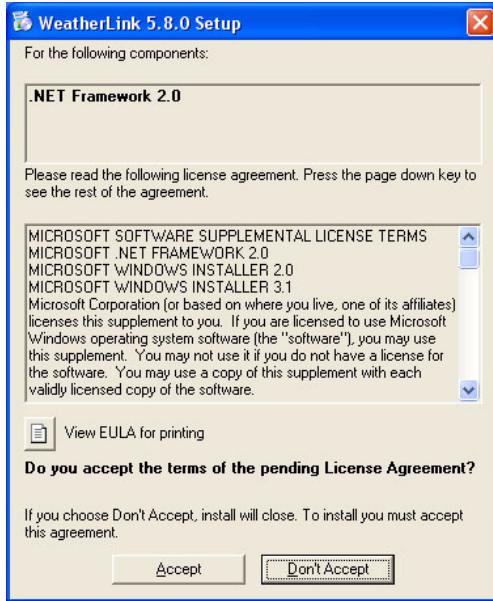 WeatherLink 5.8.0 Setup
For the following components:
.NET Framework 2.0
Please read the following license agreement. Press the page down key to
see the rest of the agreement.
MICROSOFT SOFTWARE SUPPLEMENTAL LICENSE TERMS
MICROSOFT .NET FRAMEWORK 2.0
MICROSOFT WINDOWS INSTALLER 2.0
MICROSOFT WINDOWS INSTALLER 3.1
Microsoft Corporation (or based on where you live, one of its affiliates)
licenses this supplement to you.  If you are licensed to use Microsoft
Windows operating system software (the "software"), you may use
this supplement.  You may not use it if you do not have a license for
the software.  You may use a copy of this supplement with each
validly licensed copy of the software.
View EULA for printing
Do you accept the terms of the pending License Agreement?
If you choose Don't Accept, install will close. To install you must accept
this agreement.
Accept
Don't Accept